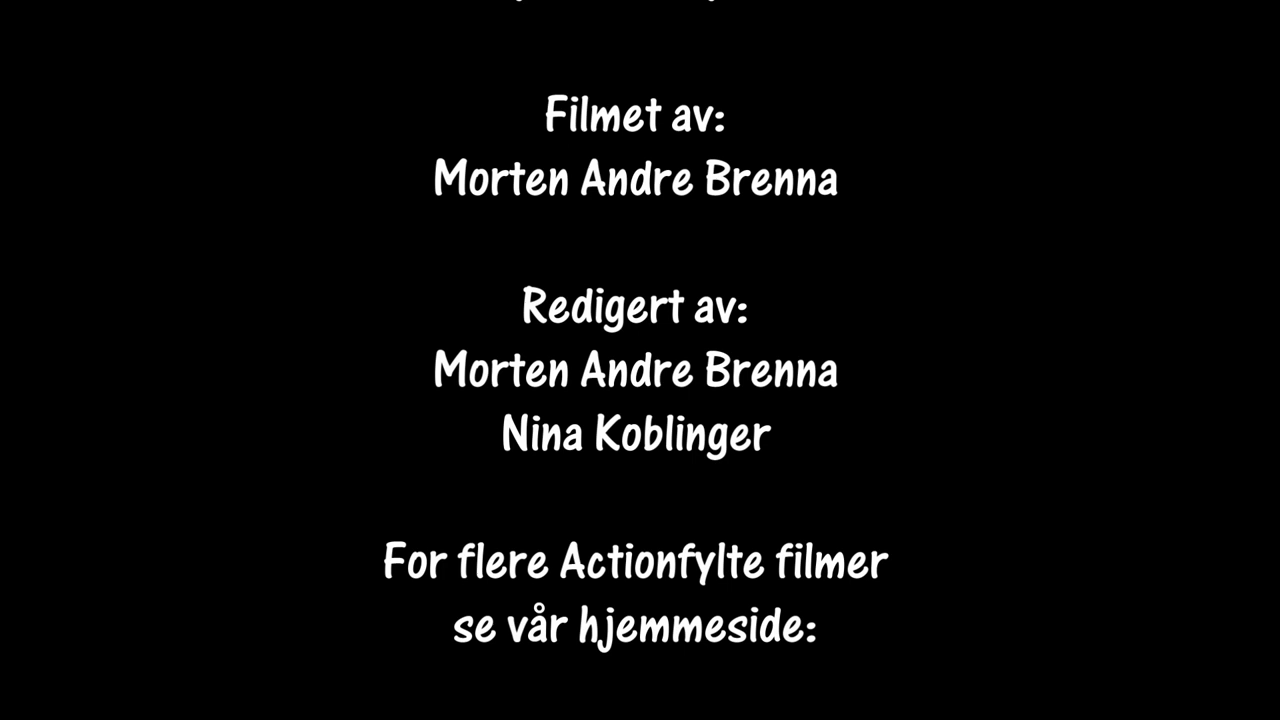 Filmet av:
Morten Andre Brenna
Redigert av:
Morten Andre Brenna
Nina Koblinger
For flere Actionfylte filmer
se vår hjemmeside: